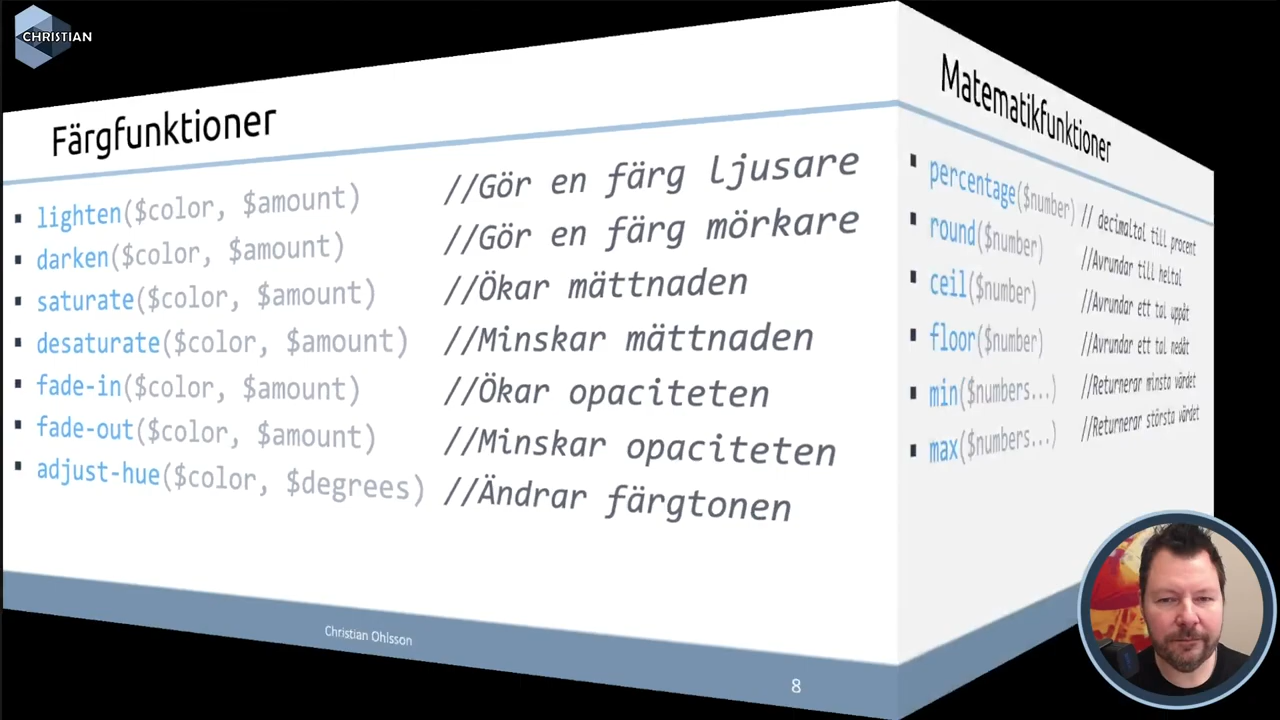 CHRISTIAN
Färgfunktioner
▪ lighten($color, $amount) //Gör en färg ljusare
▪ darken($color, $amount) //Gör en färg mörkare
▪ saturate($color, $amount) //Ökar mättnaden
▪ desaturate($color, $amount) //Minskar mättnaden
▪ fade-in($color, $amount) //Ökar opaciteten
▪ fade-out($color, $amount) //Minskar opaciteten
▪ adjust-hue($color, $degrees) //Ändrar färgtonen
Christian Ohlsson
8
Matematikfunktioner
▪ percentage($number) // decimaltal till procent
▪ round($number) //Avrundar till heltal
▪ ceil($number) //Avrundar ett tal uppåt
▪ floor($number) //Avrundar ett tal nedåt
▪ min($numbers...) //Returnerar minsta värdet
▪ max($numbers...) //Returnerar största värdet